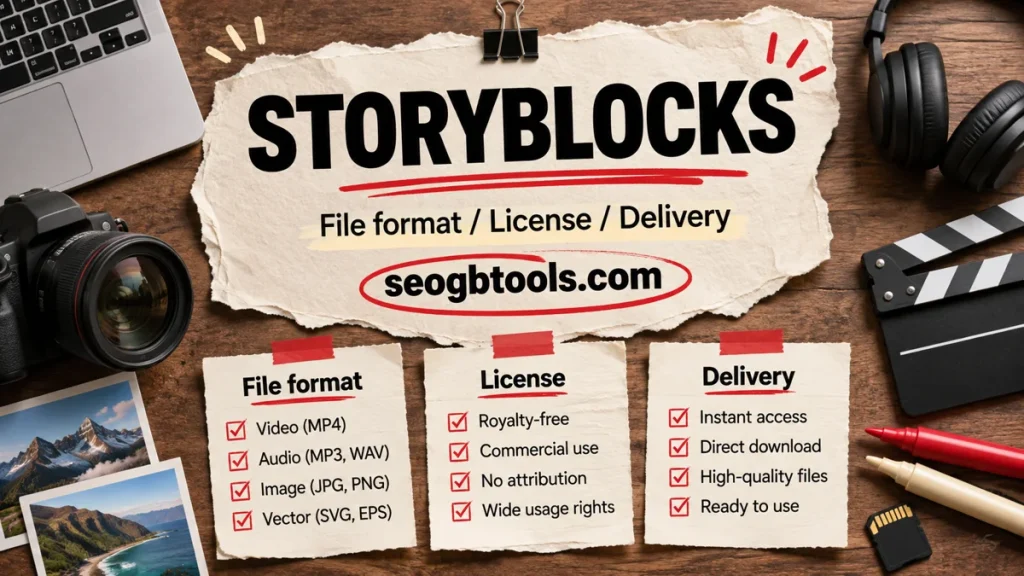 STORYBLOCKS
File format / License / Delivery
seogbtools.com
File format
Video (MP4)
Audio (MP3, WAV)
Image (JPG, PNG)
Vector (SVG, EPS)
License
Royalty-free
Commercial use
No attribution
Wide usage rights
Delivery
Instant access
Direct download
High-quality files
Ready to use